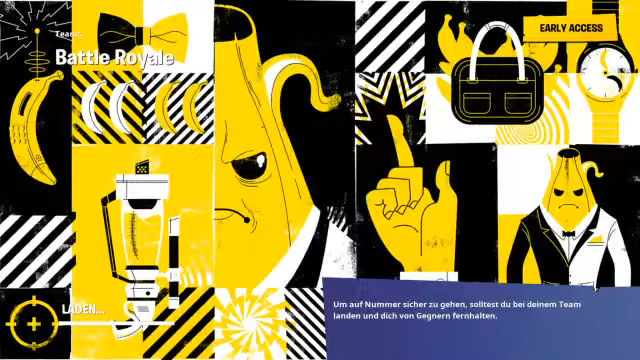 Teams:
Battle Royale
EARLY ACCESS
LADEN...
Um auf Nummer sicher zu gehen, solltest du bei deinem Team
landen und dich von Gegnern fernhalten.